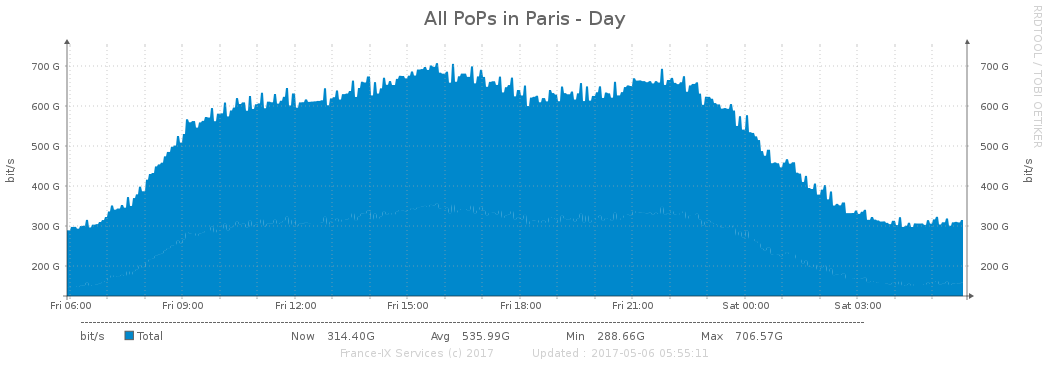 All PoPs in Paris - Day
RRDTOOL / TOBI OETIKER
bit/s
700 G
600 G
500 G
400 G
300 G
200 G
700 G
600 G
500 G
400 G
300 G
200 G
bit/s
Fri 06:00 Fri 09:00 Fri 12:00 Fri 15:00 Fri 18:00 Fri 21:00 Sat 00:00 Sat 03:00
bit/s Total Now 314.40G Avg 535.99G Min 288.66G Max 706.57G
France-IX Services (c) 2017 Updated : 2017-05-06 05:55:11